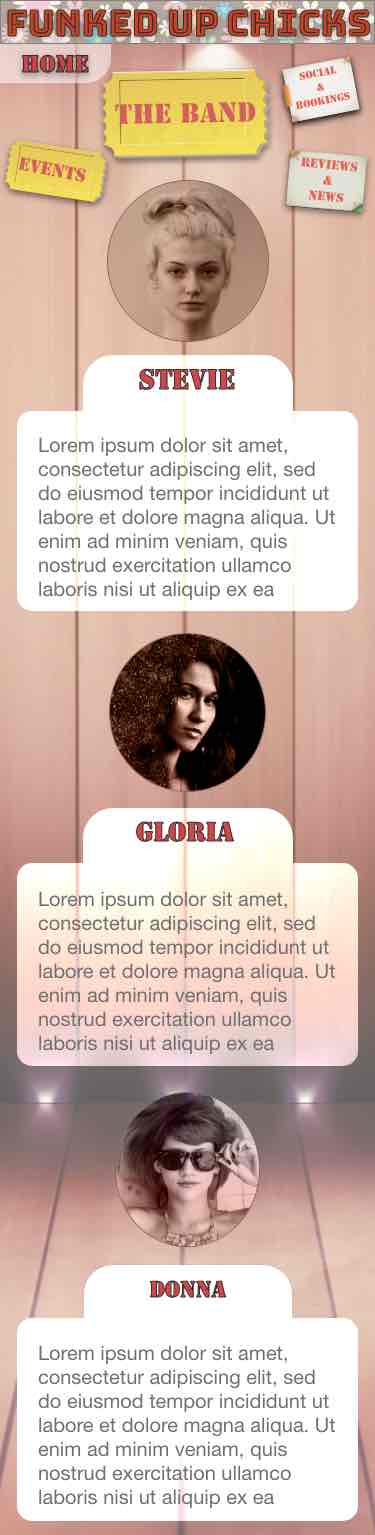 FUNKED UP CHICKS
HOME
THE BAND
SOCIAL
&
BOOKINGS
EVENTS
REVIEWS
&
NEWS
STEVIE
Lorem ipsum dolor sit amet,
consectetur adipiscing elit, sed
do eiusmod tempor incididunt ut
labore et dolore magna aliqua. Ut
enim ad minim veniam, quis
nostrud exercitation ullamco
laboris nisi ut aliquip ex ea
GLORIA
Lorem ipsum dolor sit amet,
consectetur adipiscing elit, sed
do eiusmod tempor incididunt ut
labore et dolore magna aliqua. Ut
enim ad minim veniam, quis
nostrud exercitation ullamco
laboris nisi ut aliquip ex ea
DONNA
Lorem ipsum dolor sit amet,
consectetur adipiscing elit, sed
do eiusmod tempor incididunt ut
labore et dolore magna aliqua. Ut
enim ad minim veniam, quis
nostrud exercitation ullamco
laboris nisi ut aliquip ex ea